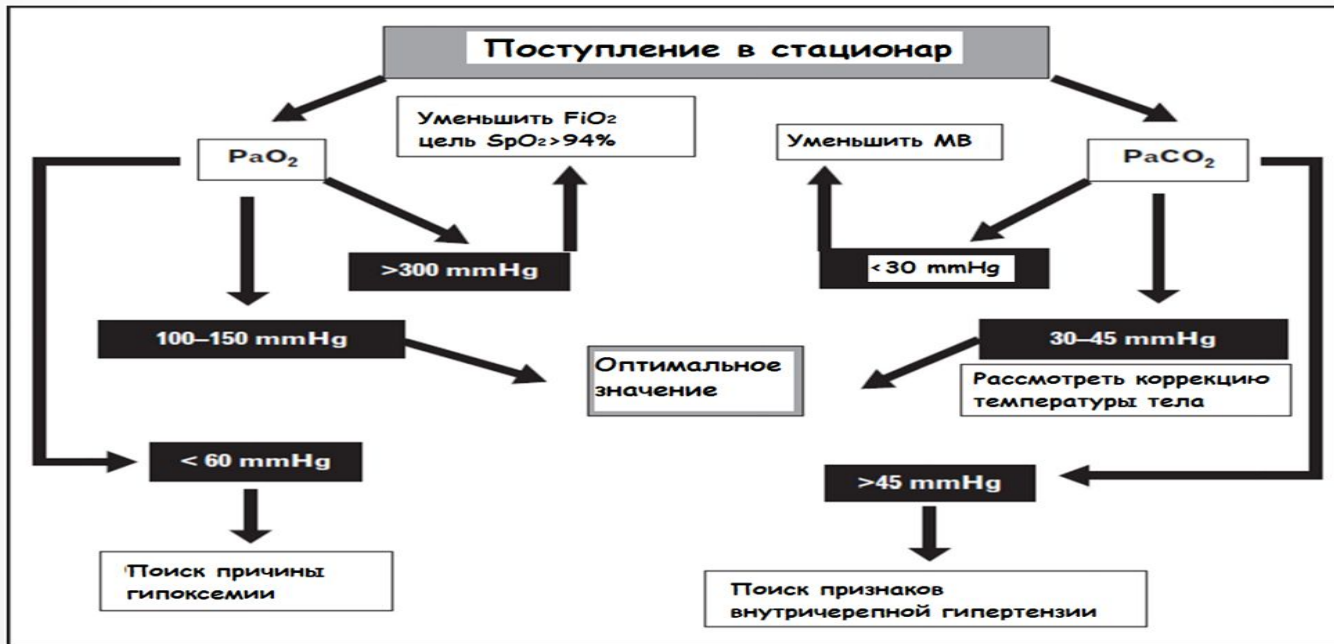 Поступление в стационар
Уменьшить FiO₂
цель SpO₂>94%
Уменьшить МВ
PaO₂
PaCO₂
>300 mmHg
<30 mmHg
100–150 mmHg
30–45 mmHg
Оптимальное
значение
Рассмотреть коррекцию
температуры тела
< 60 mmHg
>45 mmHg
Поиск причины
гипоксемии
Поиск признаков
внутричерепной гипертензии